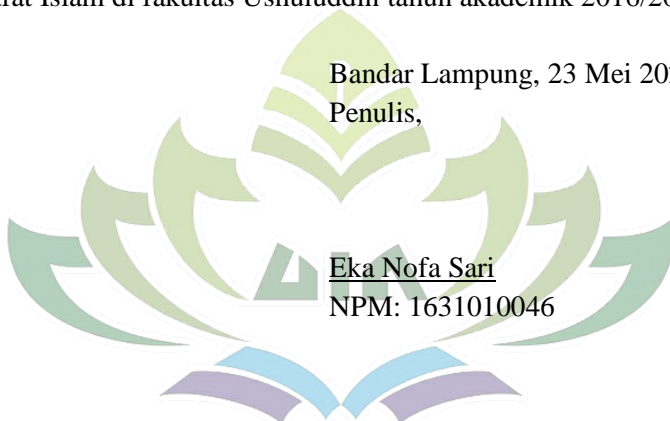 Islam di fakultas Ushuluddin tahun akademik 2016/20
Bandar Lampung, 23 Mei 20
Penulis,
Eka Nofa Sari
NPM: 1631010046